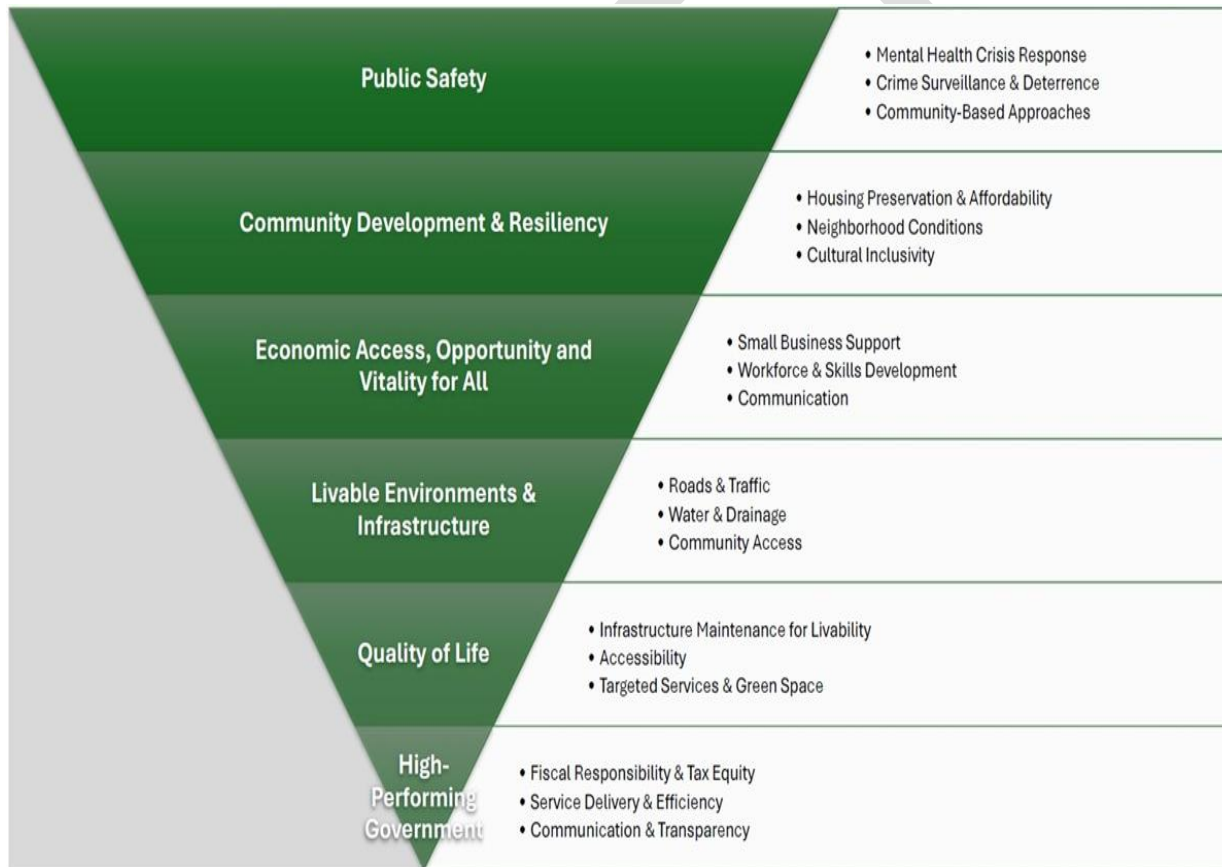 Public Safety
• Mental Health Crisis Response
• Crime Surveillance & Deterrence
• Community-Based Approaches
Community Development & Resiliency
• Housing Preservation & Affordability
• Neighborhood Conditions
• Cultural Inclusivity
Economic Access, Opportunity and
Vitality for All
• Small Business Support
• Workforce & Skills Development
• Communication
Livable Environments &
Infrastructure
• Roads & Traffic
• Water & Drainage
• Community Access
Quality of Life
• Infrastructure Maintenance for Livability
• Accessibility
• Targeted Services & Green Space
High-
Performing
Government
• Fiscal Responsibility & Tax Equity
• Service Delivery & Efficiency
• Communication & Transparency